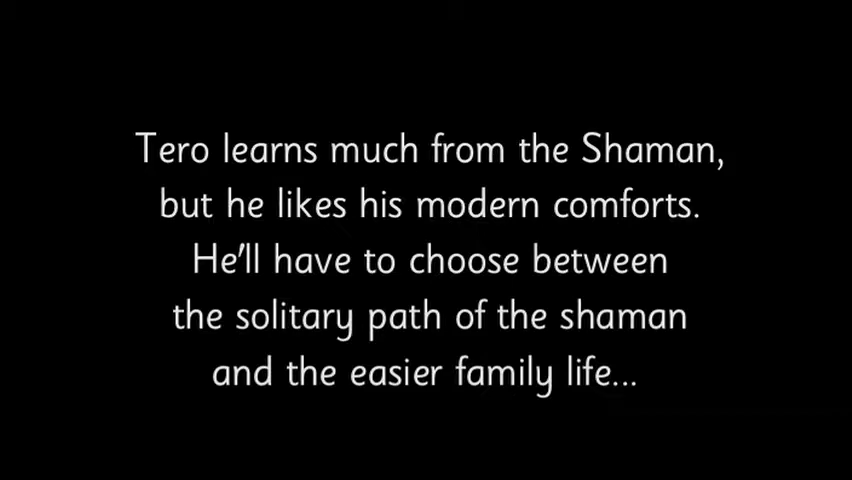 Tero learns much from the Shaman,
but he likes his modern comforts.
He'll have to choose between
the solitary path of the shaman
and the easier family life...